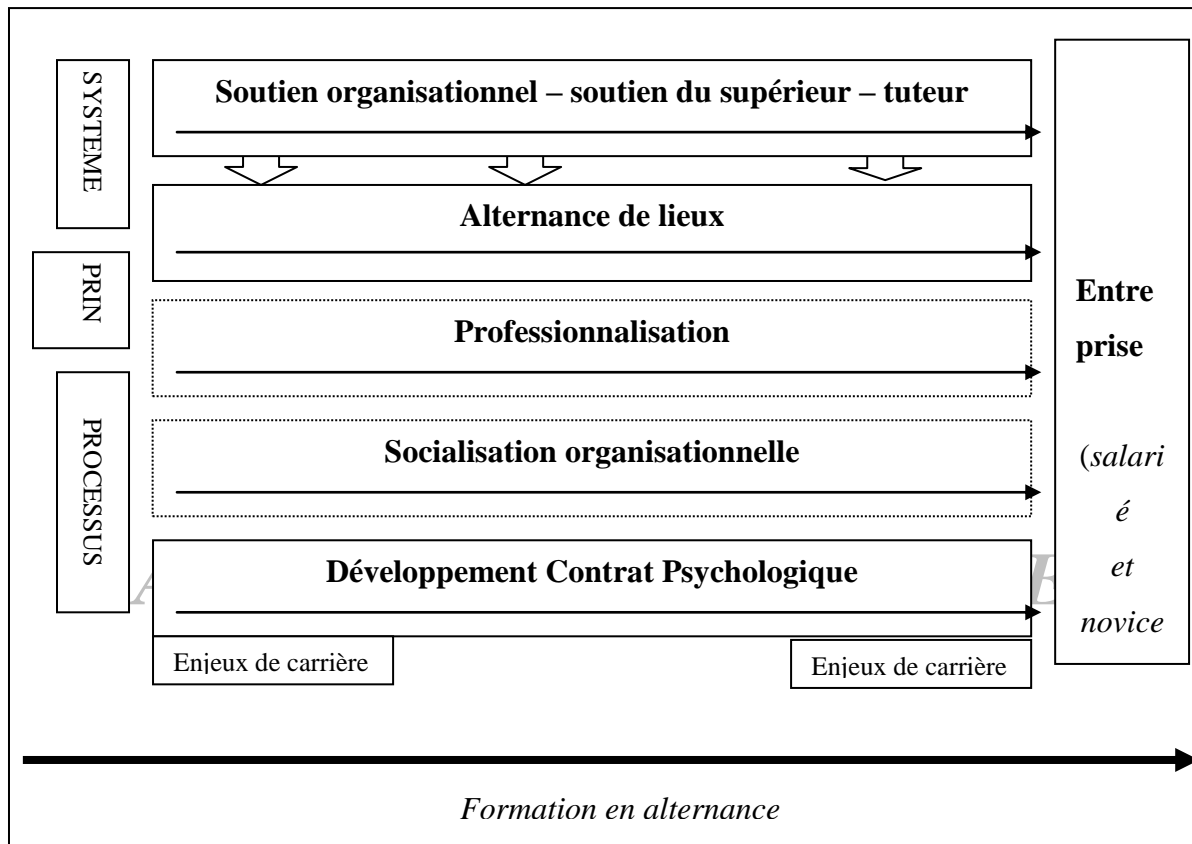 SYSTEME
Soutien organisationnel – soutien du supérieur – tuteur
Alternance de lieux
PRIN
Professionnalisation
PROCESSUS
Socialisation organisationnelle
Développement Contrat Psychologique
Enjeux de carrière
Enjeux de carrière
Entre
prise
(salari
é
et
novice
Formation en alternance